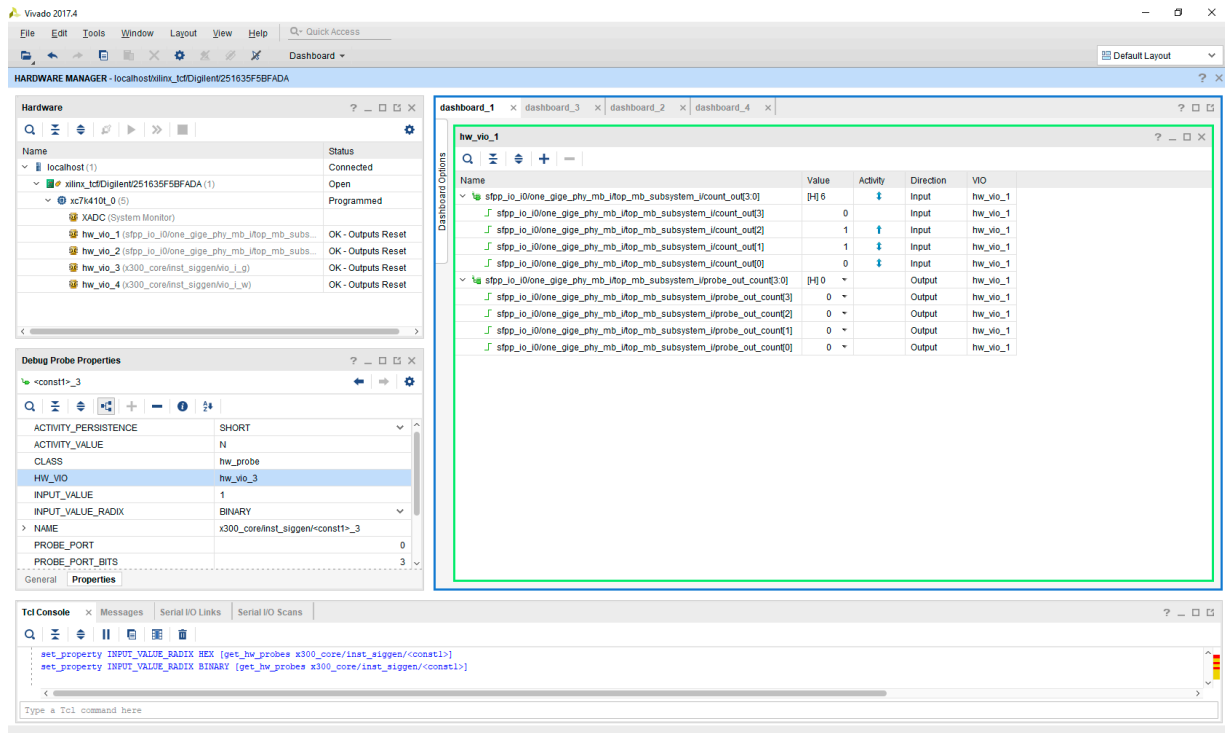 Vivado 2017.4
File Edit Tools Window Layout View Help Quick Access
Dashboard
Default Layout
HARDWARE MANAGER - localhost/xilinx_tcf/Digilent/251635F5BFADA
Hardware
Name Status
localhost (1) Connected
xilinx_tcf/Digilent/251635F5BFADA (1) Open
xc7k410t_0 (5) Programmed
XADC (System Monitor)
hw_vio_1 (sfpp_io_i0/one_gige_phy_mb_i/top_mb_subs... OK - Outputs Reset
hw_vio_2 (sfpp_io_i0/one_gige_phy_mb_i/top_mb_subs... OK - Outputs Reset
hw_vio_3 (x300_core/inst_siggen/vio_i_g) OK - Outputs Reset
hw_vio_4 (x300_core/inst_siggen/vio_i_w) OK - Outputs Reset
Debug Probe Properties
<const1>_3
ACTIVITY_PERSISTENCE SHORT
ACTIVITY_VALUE N
CLASS hw_probe
HW_VIO hw_vio_3
INPUT_VALUE 1
INPUT_VALUE_RADIX BINARY
NAME x300_core/inst_siggen/<const1>_3
PROBE_PORT 0
PROBE_PORT_BITS 3
General Properties
dashboard_1 dashboard_3 dashboard_2 dashboard_4
Dashboard Options
hw_vio_1
Name Value Activity Direction VIO
sfpp_io_i0/one_gige_phy_mb_i/top_mb_subsystem_i/count_out[3:0] [H] 6 Input hw_vio_1
sfpp_io_i0/one_gige_phy_mb_i/top_mb_subsystem_i/count_out[3] 0 Input hw_vio_1
sfpp_io_i0/one_gige_phy_mb_i/top_mb_subsystem_i/count_out[2] 1 Input hw_vio_1
sfpp_io_i0/one_gige_phy_mb_i/top_mb_subsystem_i/count_out[1] 1 Input hw_vio_1
sfpp_io_i0/one_gige_phy_mb_i/top_mb_subsystem_i/count_out[0] 0 Input hw_vio_1
sfpp_io_i0/one_gige_phy_mb_i/top_mb_subsystem_i/probe_out_count[3:0] [H] 0 Output hw_vio_1
sfpp_io_i0/one_gige_phy_mb_i/top_mb_subsystem_i/probe_out_count[3] 0 Output hw_vio_1
sfpp_io_i0/one_gige_phy_mb_i/top_mb_subsystem_i/probe_out_count[2] 0 Output hw_vio_1
sfpp_io_i0/one_gige_phy_mb_i/top_mb_subsystem_i/probe_out_count[1] 0 Output hw_vio_1
sfpp_io_i0/one_gige_phy_mb_i/top_mb_subsystem_i/probe_out_count[0] 0 Output hw_vio_1
Tcl Console Messages Serial I/O Links Serial I/O Scans
set_property INPUT_VALUE_RADIX HEX [get_hw_probes x300_core/inst_siggen/<const1>]
set_property INPUT_VALUE_RADIX BINARY [get_hw_probes x300_core/inst_siggen/<const1>]
Type a Tcl command here